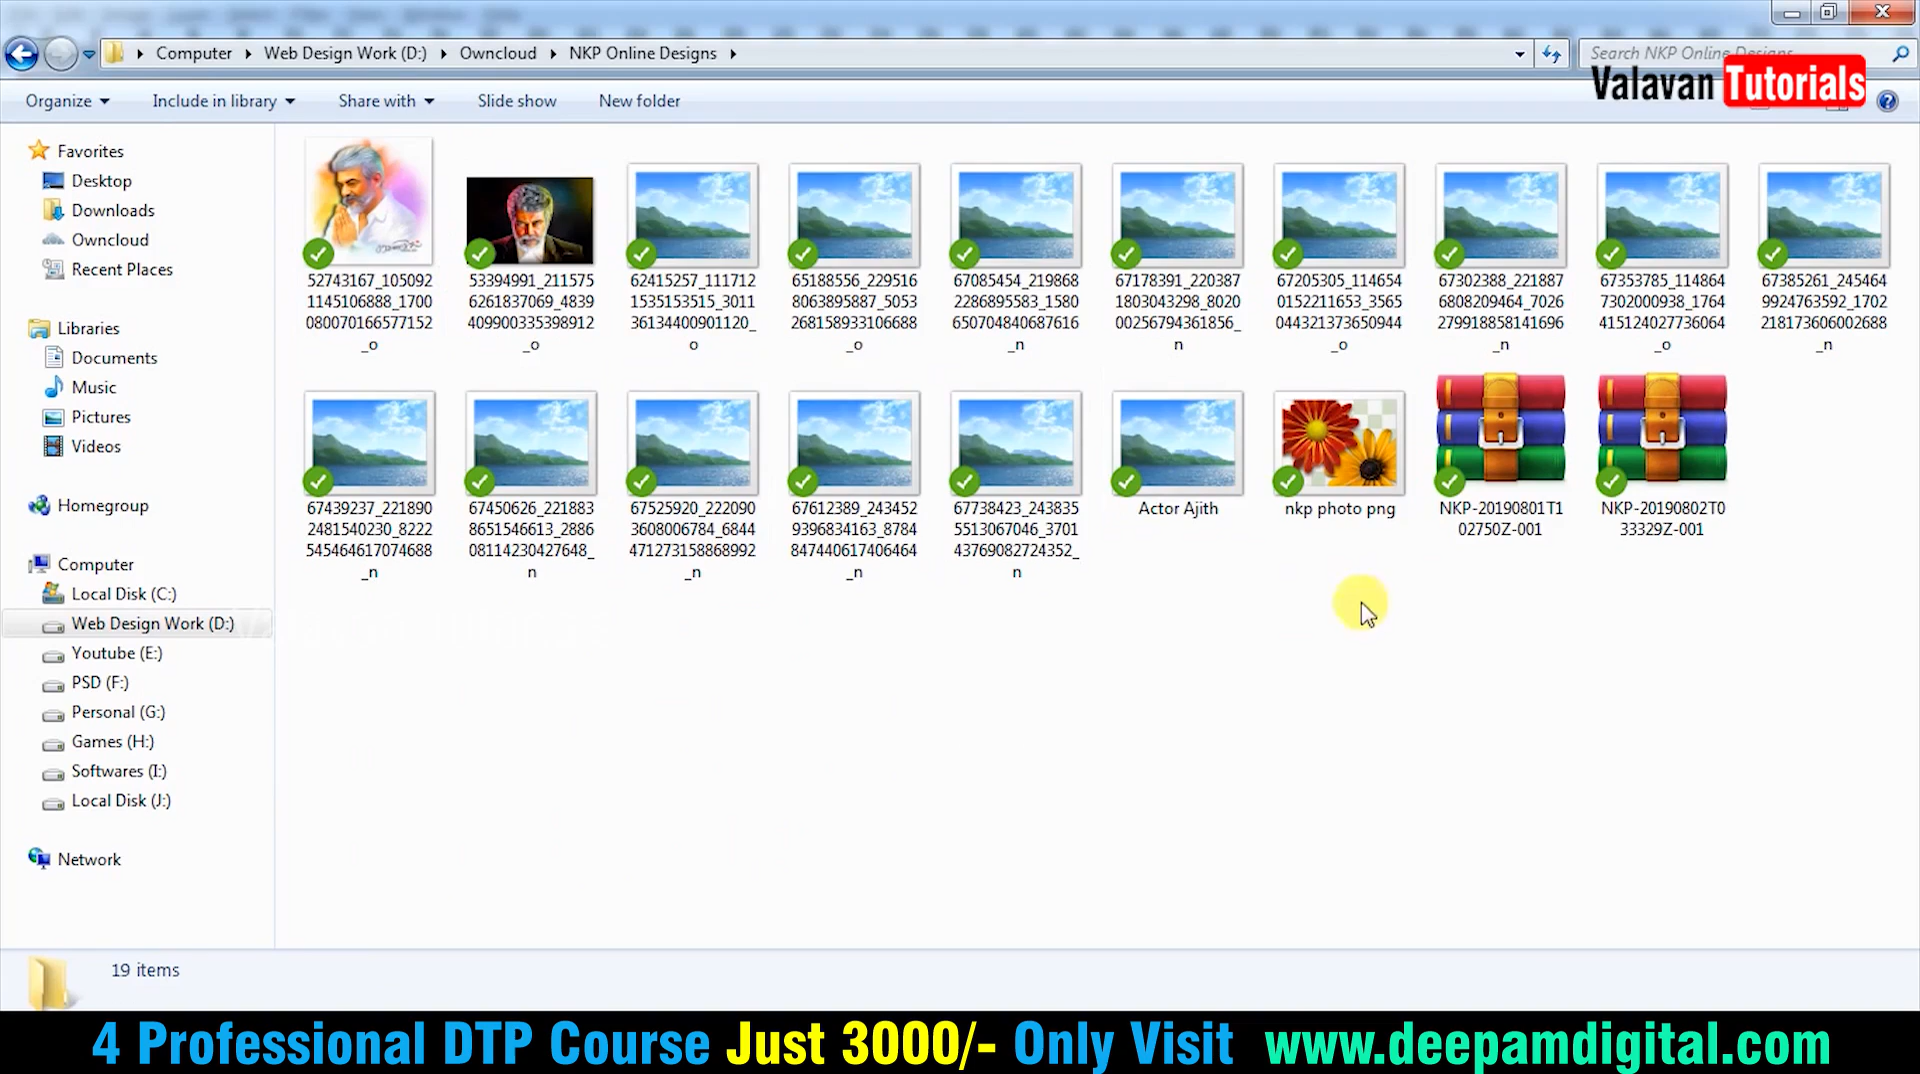 Computer Web Design Work (D:) Owncloud NKP Online Designs
Search NKP Online Designs
Valavan Tutorials
Organize Include in library Share with Slide show New folder
Favorites
Desktop
Downloads
Owncloud
Recent Places
Libraries
Documents
Music
Pictures
Videos
Homegroup
Computer
Local Disk (C:)
Web Design Work (D:)
Youtube (E:)
PSD (F:)
Personal (G:)
Games (H:)
Softwares (I:)
Local Disk (J:)
Network
52743167_105092
1145106888_1700
080070166577152
_o
53394991_211575
6261837069_4839
409900335398912
_o
62415257_111712
1535153515_3011
36134400901120_
o
65188556_229516
8063895887_5053
268158933106688
_o
67085454_219868
2286895583_1580
650704840687616
_n
67178391_220387
1803043298_8020
00256794361856_
n
67205305_114654
0152211653_3565
044321373650944
_o
67302388_221887
6808209464_7026
279918858141696
_n
67353785_114864
7302000938_1764
415124027736064
_o
67385261_245464
9924763592_1702
218173606002688
_n
67439237_221890
2481540230_8222
545464617074688
_n
67450626_221883
8651546613_2886
08114230427648_
n
67525920_222090
3608006784_6844
471273158868992
_n
67612389_243452
9396834163_8784
847440617406464
_n
67738423_243835
5513067046_3701
43769082724352_
n
Actor Ajith
nkp photo png
NKP-20190801T1
02750Z-001
NKP-20190802T0
33329Z-001
19 items
4 Professional DTP Course Just 3000/- Only Visit www.deepamdigital.com